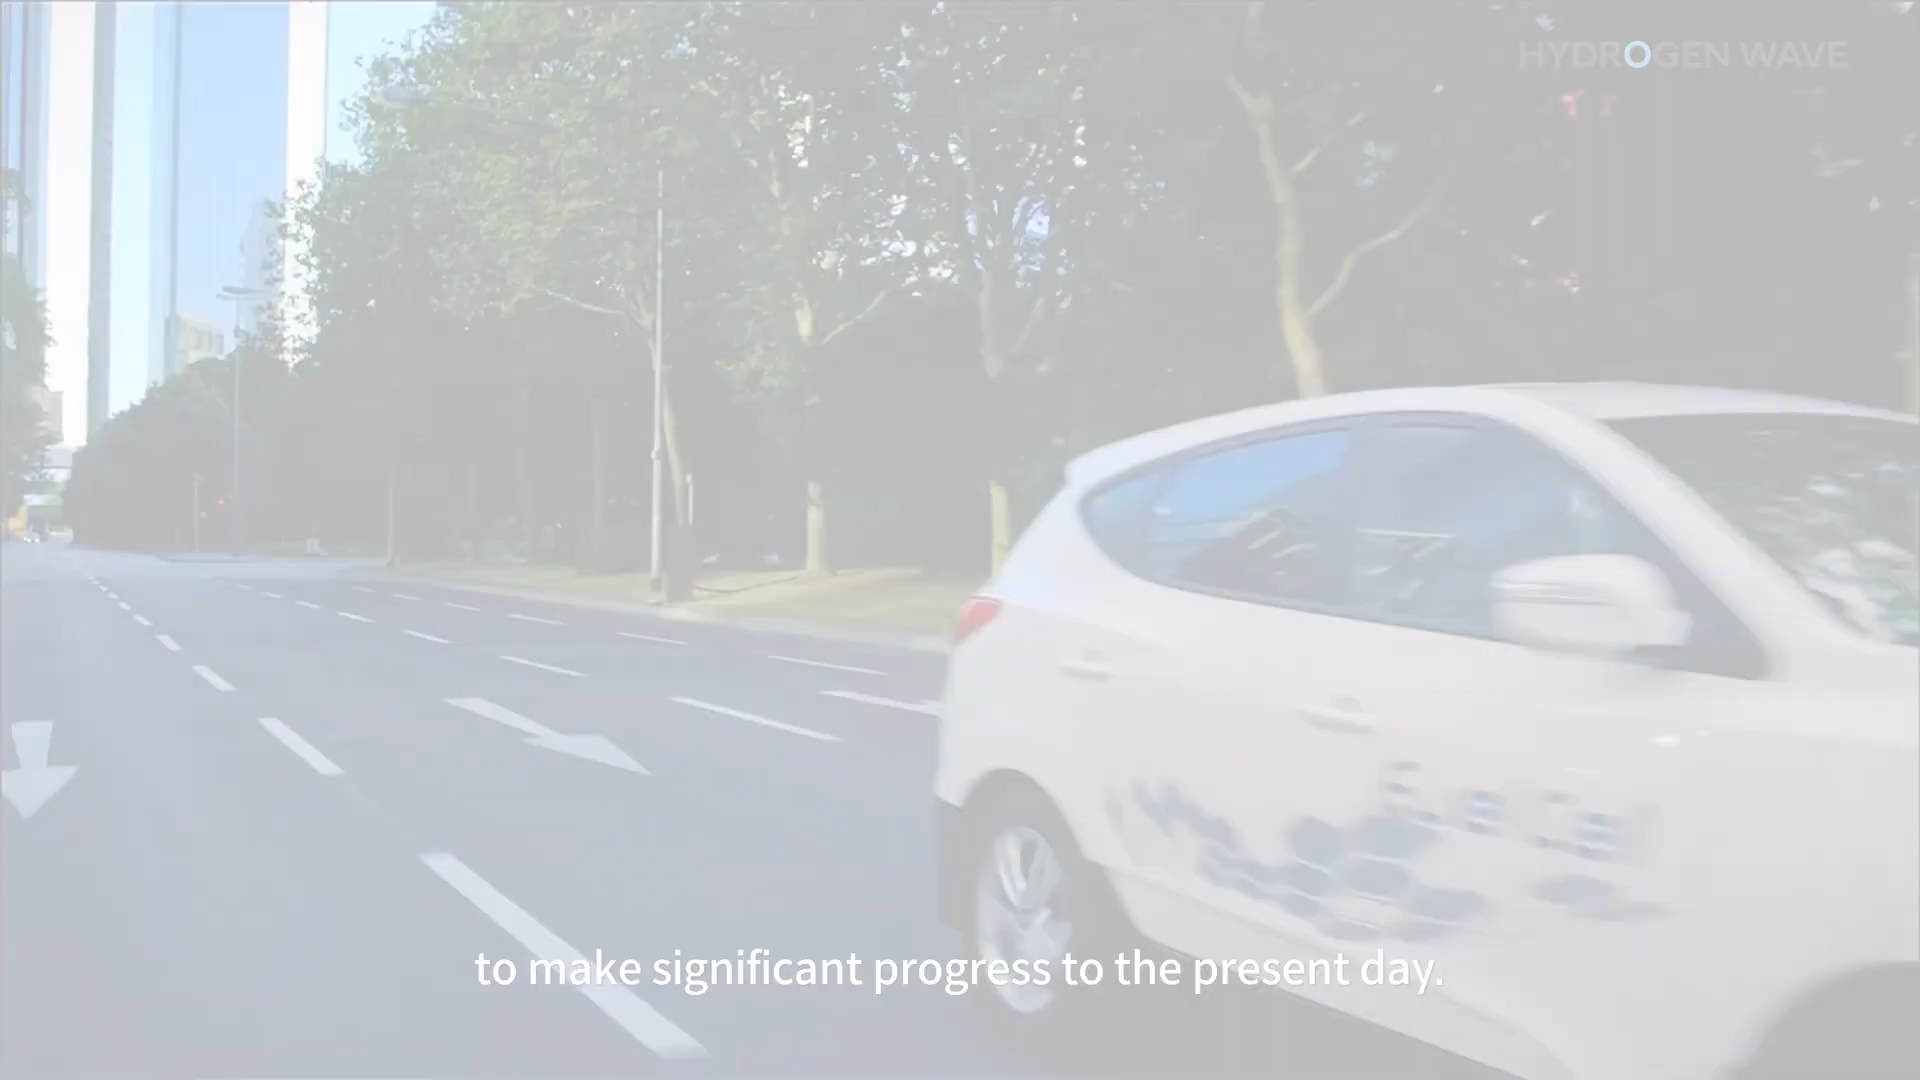 HYDROGEN WAVE
to make significant progress to the present day.